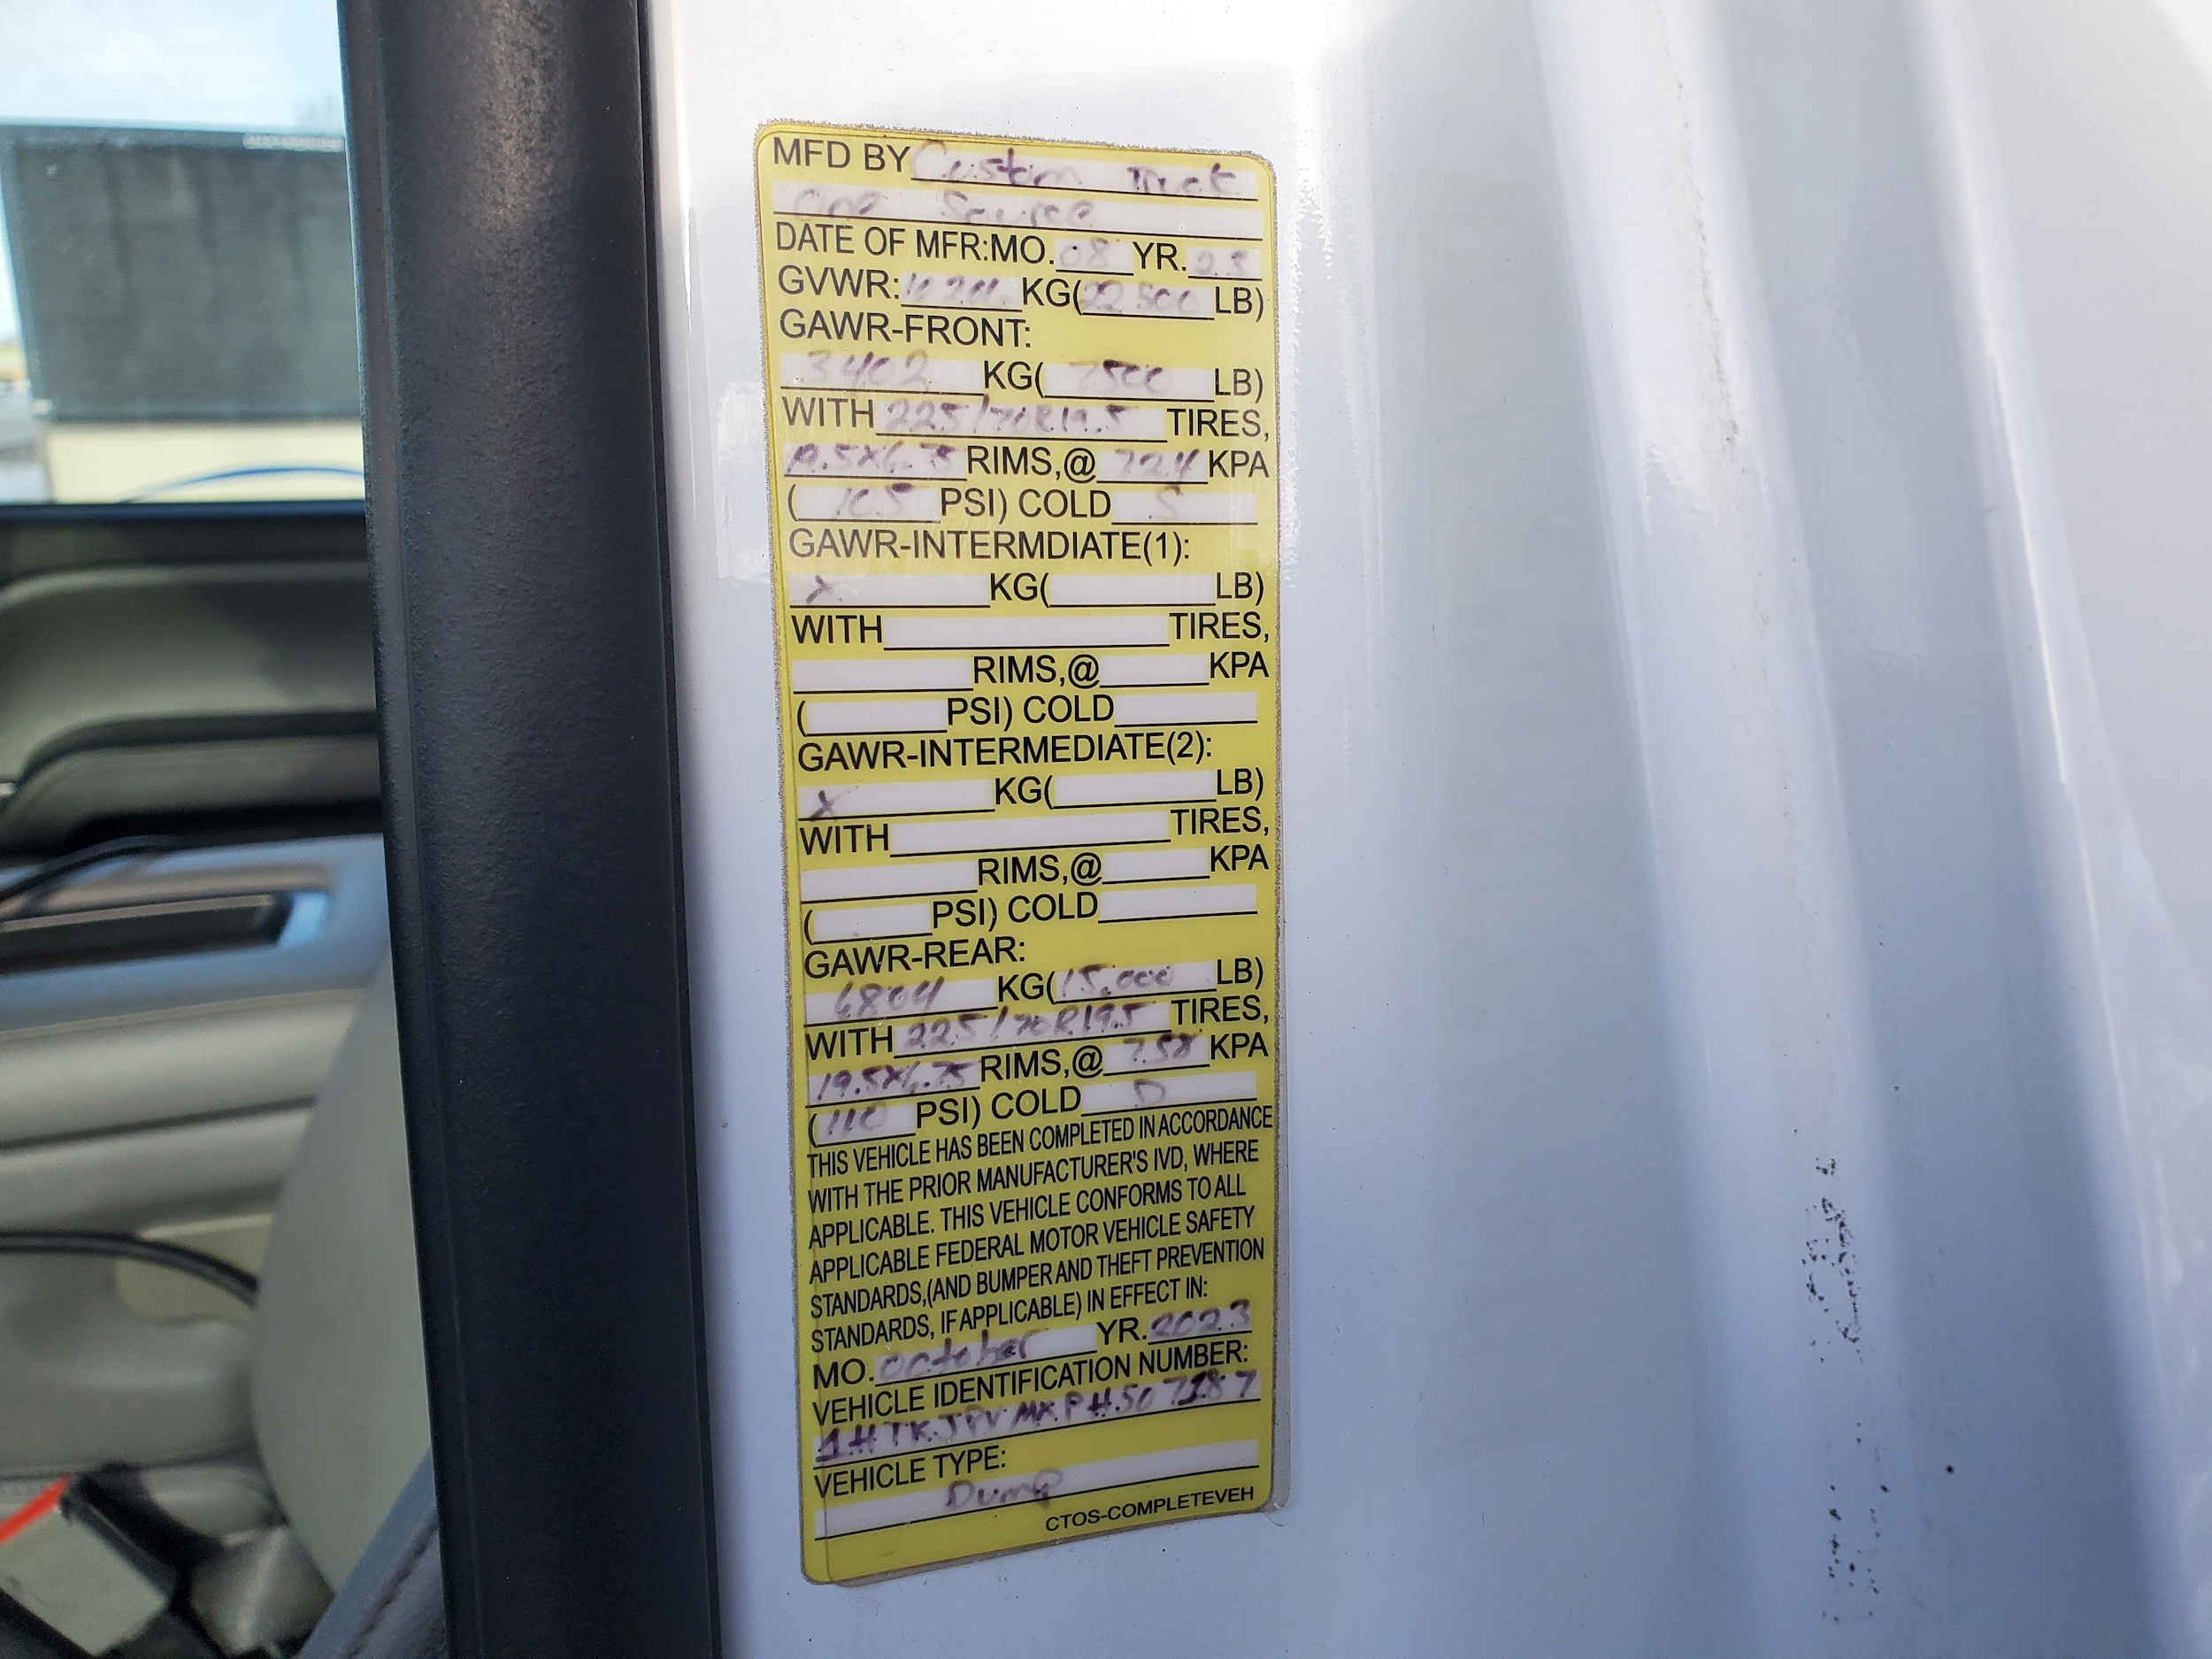 MFD BY Custom Truck
One Source
DATE OF MFR:MO. 08 YR. 23
GVWR: KG(22500 LB)
GAWR-FRONT:
3402 KG( 7500 LB)
WITH 225/70R19.5 TIRES,
19.5X6.75 RIMS,@ 724 KPA
( 105 PSI) COLD S
GAWR-INTERMDIATE(1):
X KG( LB)
WITH TIRES,
RIMS,@ KPA
( PSI) COLD
GAWR-INTERMEDIATE(2):
X KG( LB)
WITH TIRES,
RIMS,@ KPA
( PSI) COLD
GAWR-REAR:
6804 KG(15,000 LB)
WITH 225/70R19.5 TIRES,
19.5X6.75 RIMS,@ 758 KPA
(110 PSI) COLD D
THIS VEHICLE HAS BEEN COMPLETED IN ACCORDANCE
WITH THE PRIOR MANUFACTURER'S IVD, WHERE
APPLICABLE. THIS VEHICLE CONFORMS TO ALL
APPLICABLE FEDERAL MOTOR VEHICLE SAFETY
STANDARDS,(AND BUMPER AND THEFT PREVENTION
STANDARDS, IF APPLICABLE) IN EFFECT IN:
MO. October YR. 2023
VEHICLE IDENTIFICATION NUMBER:
1HTKJPVMXPH507187
VEHICLE TYPE:
Dump
CTOS-COMPLETEVEH